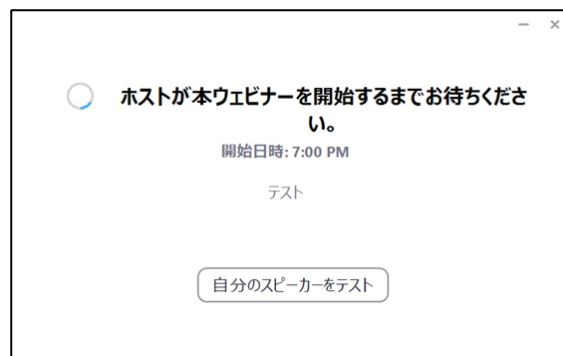 ホストが本ウェビナーを開始するまでお待ちくださ
い。
開始日時: 7:00 PM
テスト
自分のスピーカーをテスト